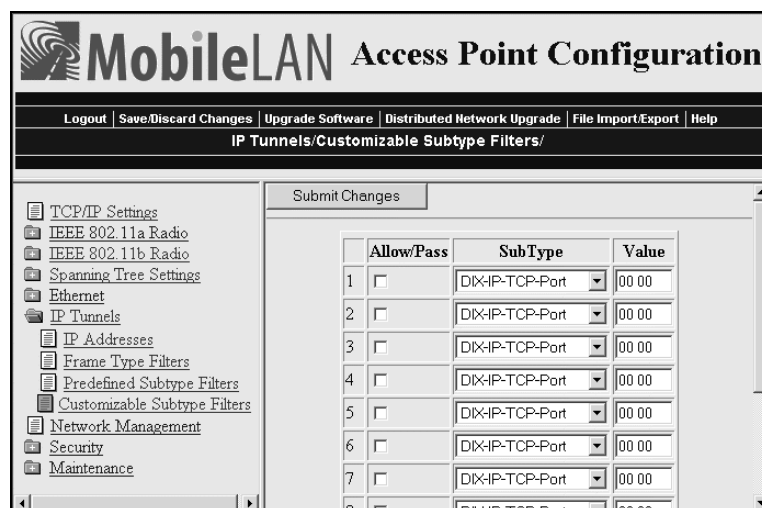 MobileLAN Access Point Configuration
Logout | Save/Discard Changes | Upgrade Software | Distributed Network Upgrade | File Import/Export | Help
IP Tunnels/Customizable Subtype Filters/
TCP/IP Settings
IEEE 802.11a Radio
IEEE 802.11b Radio
Spanning Tree Settings
Ethernet
IP Tunnels
IP Addresses
Frame Type Filters
Predefined Subtype Filters
Customizable Subtype Filters
Network Management
Security
Maintenance
Submit Changes
Allow/Pass SubType Value
1 DIX-IP-TCP-Port 00 00
2 DIX-IP-TCP-Port 00 00
3 DIX-IP-TCP-Port 00 00
4 DIX-IP-TCP-Port 00 00
5 DIX-IP-TCP-Port 00 00
6 DIX-IP-TCP-Port 00 00
7 DIX-IP-TCP-Port 00 00